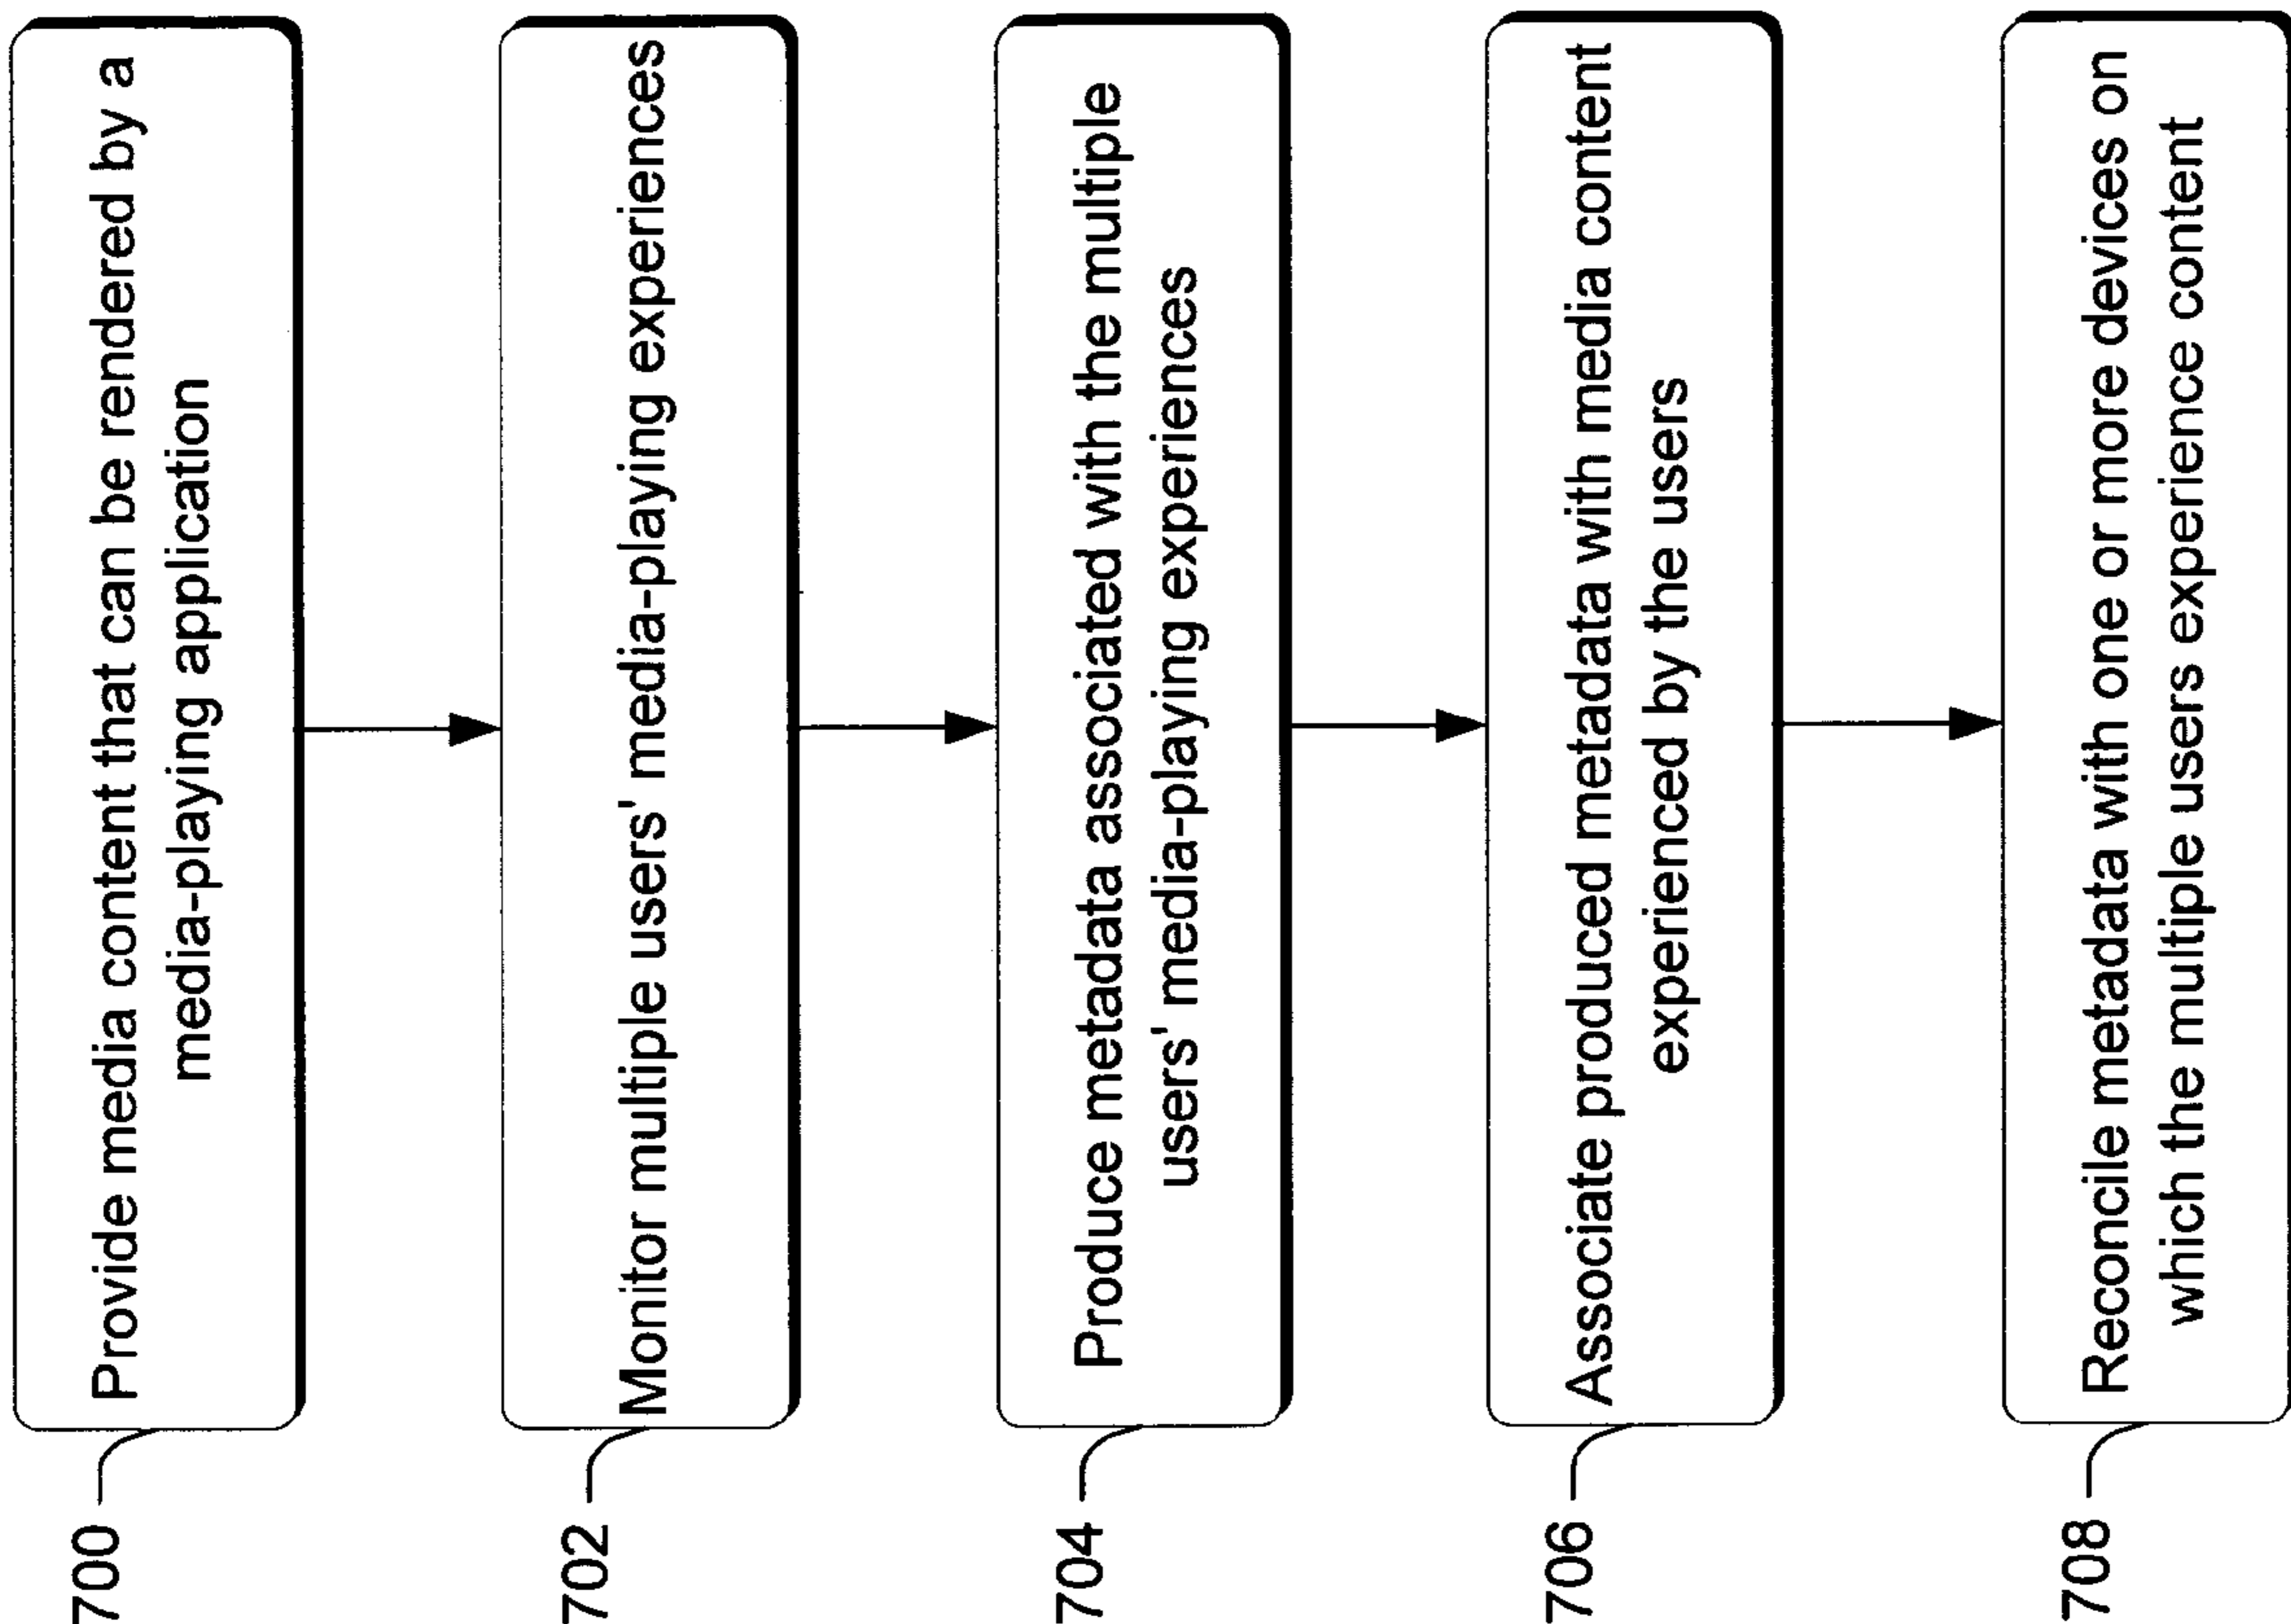 700
Provide media content that can be rendered by a
media-playing application
702
Monitor multiple users' media-playing experiences
704
Produce metadata associated with the multiple
users' media-playing experiences
706
Associate produced metadata with media content
experienced by the users
708
Reconcile metadata with one or more devices on
which the multiple users experience content